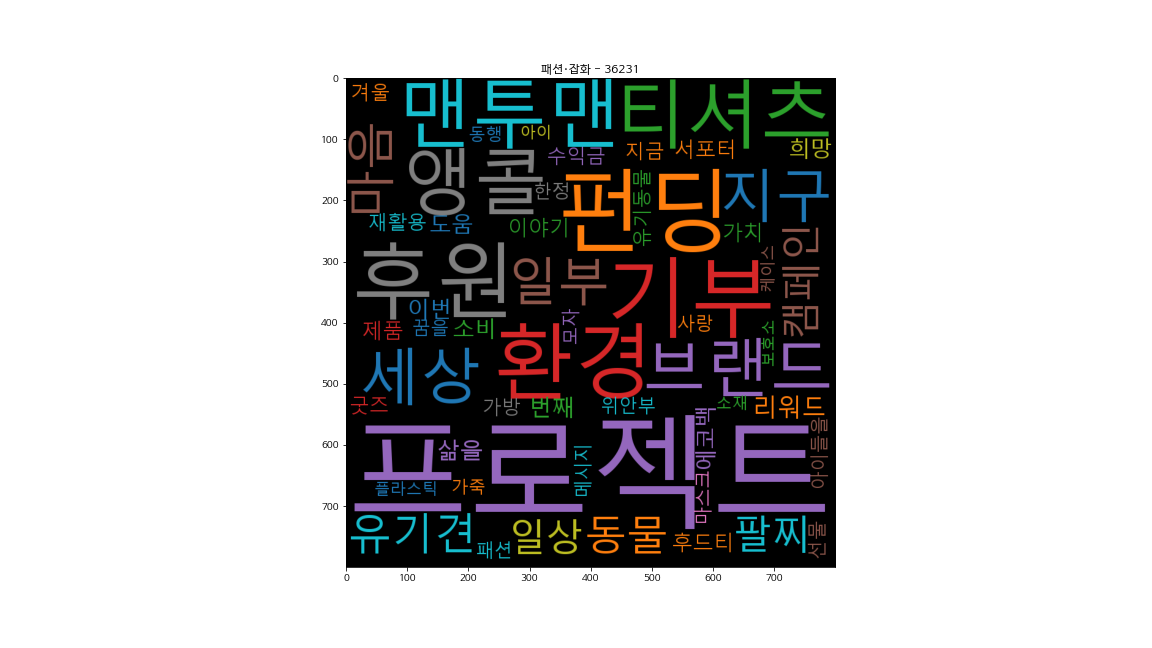 패션·잡화 - 36231
0
100
200
300
400
500
600
700
겨울
맨투맨
티셔츠
동행
아이
마음
앵콜
수익금
지금
서포터
희망
한정
펀딩
유기동물
지구
재활용
도움
이야기
가치
후원
일부
기부
케이스
캠페인
이번
제품
꿈을
소비
모자
사랑
보호소
환경
세상
브랜드
굿즈
가방
번째
위안부
소재
리워드
프로젝트
삶을
에코백
아이들을
메시지
플라스틱
가죽
마스크
유기견
패션
일상
동물
후드티
팔찌
선물
0
100
200
300
400
500
600
700